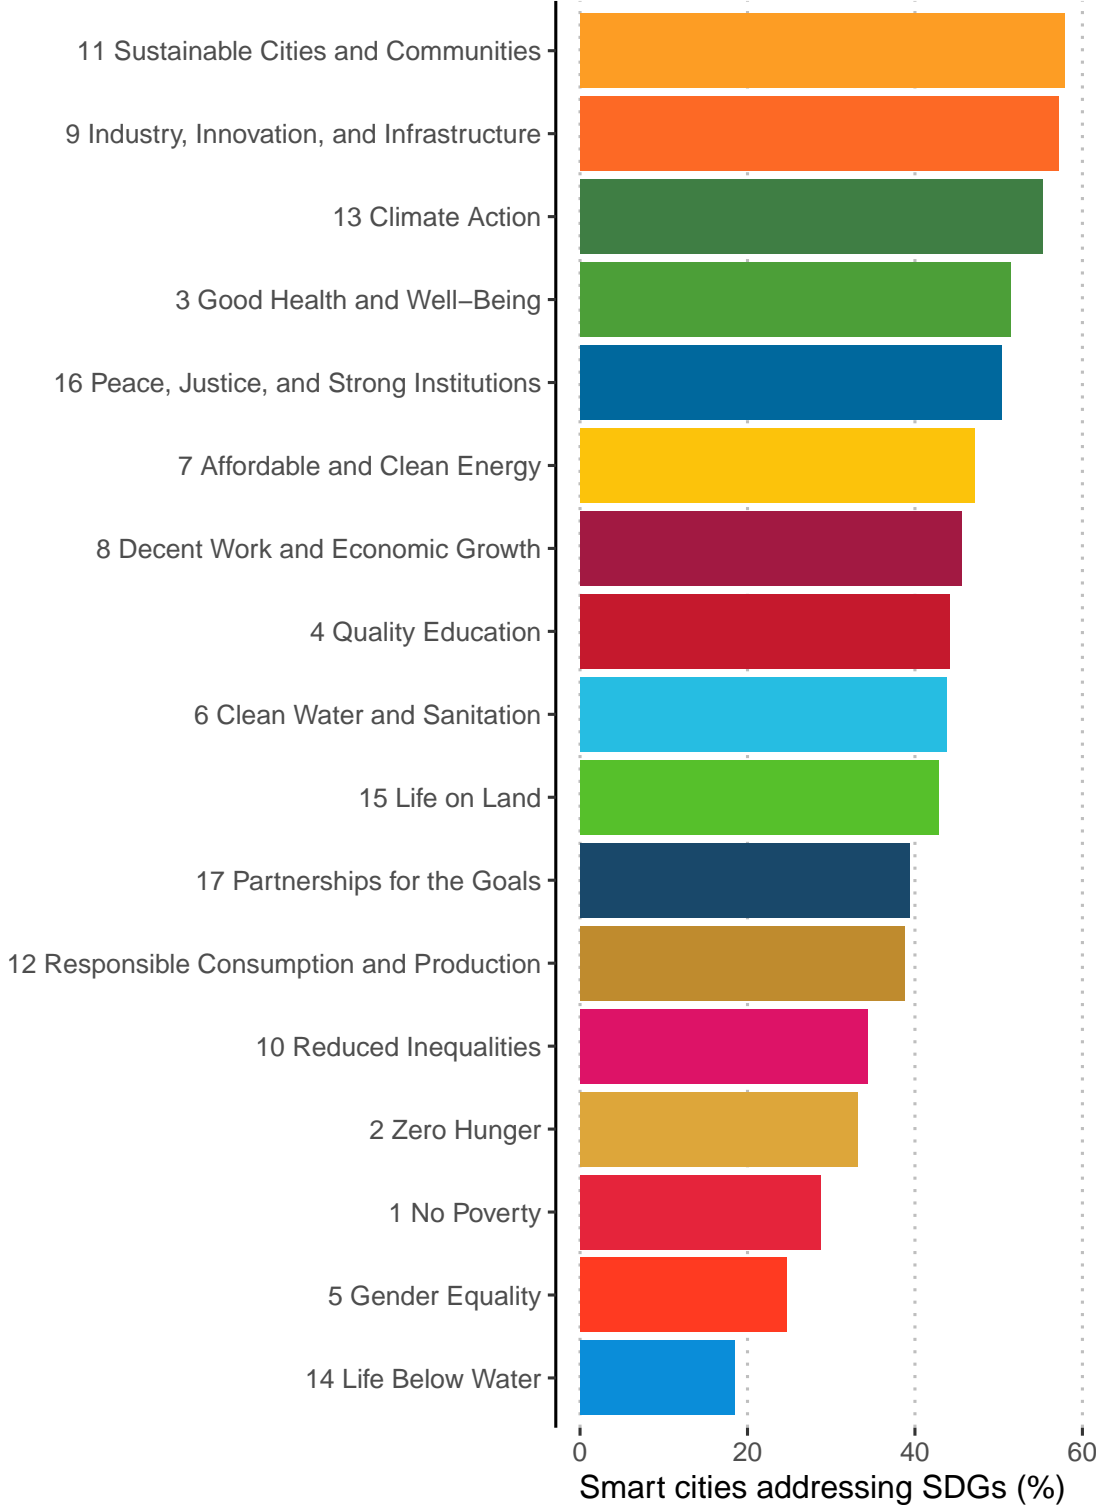 11 Sustainable Cities and Communities
9 Industry, Innovation, and Infrastructure
13 Climate Action
3 Good Health and Well−Being
16 Peace, Justice, and Strong Institutions
7 Affordable and Clean Energy
8 Decent Work and Economic Growth
4 Quality Education
6 Clean Water and Sanitation
15 Life on Land
17 Partnerships for the Goals
12 Responsible Consumption and Production
10 Reduced Inequalities
2 Zero Hunger
1 No Poverty
5 Gender Equality
14 Life Below Water
0 20 40 60
Smart cities addressing SDGs (%)